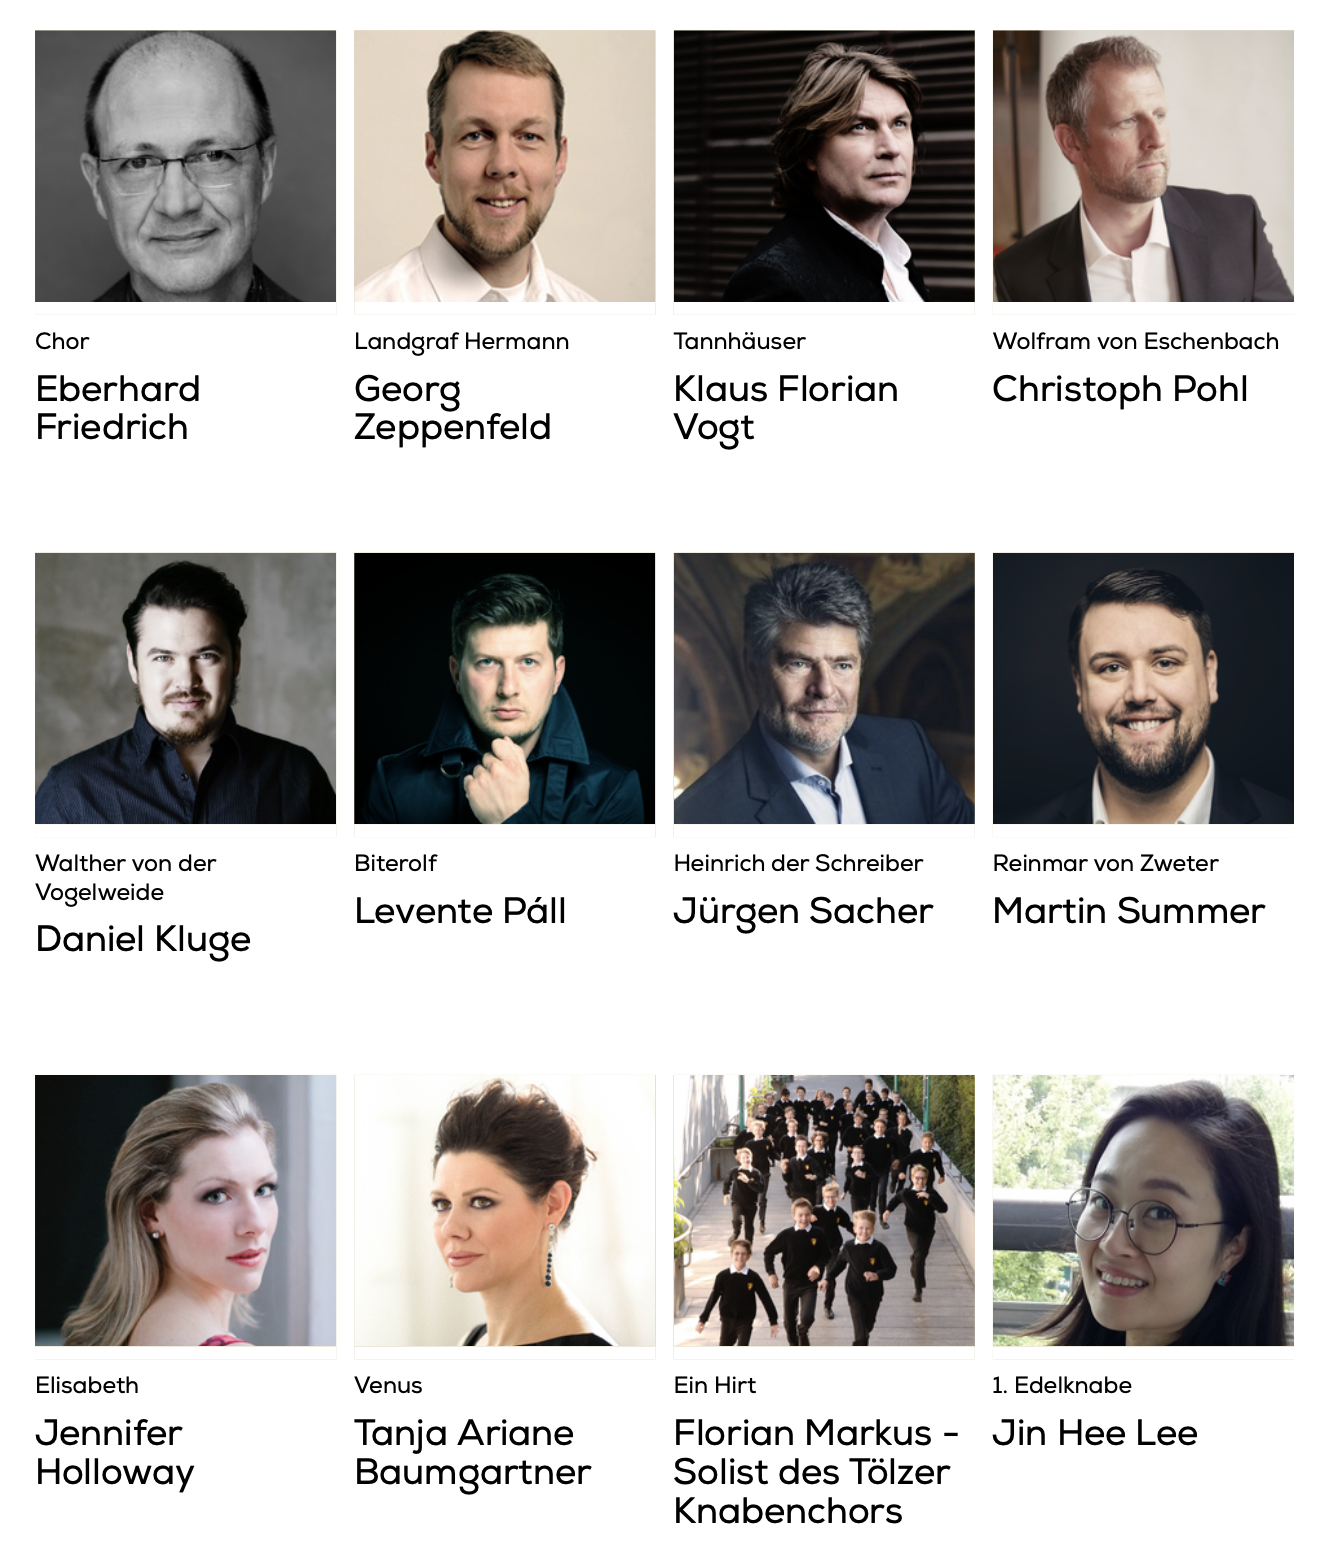 Chor
Eberhard
Friedrich
Landgraf Hermann
Georg
Zeppenfeld
Tannhäuser
Klaus Florian
Vogt
Wolfram von Eschenbach
Christoph Pohl
Walther von der
Vogelweide
Daniel Kluge
Biterolf
Levente Páll
Heinrich der Schreiber
Jürgen Sacher
Reinmar von Zweter
Martin Summer
Elisabeth
Jennifer
Holloway
Venus
Tanja Ariane
Baumgartner
Ein Hirt
Florian Markus -
Solist des Tölzer
Knabenchors
1. Edelknabe
Jin Hee Lee